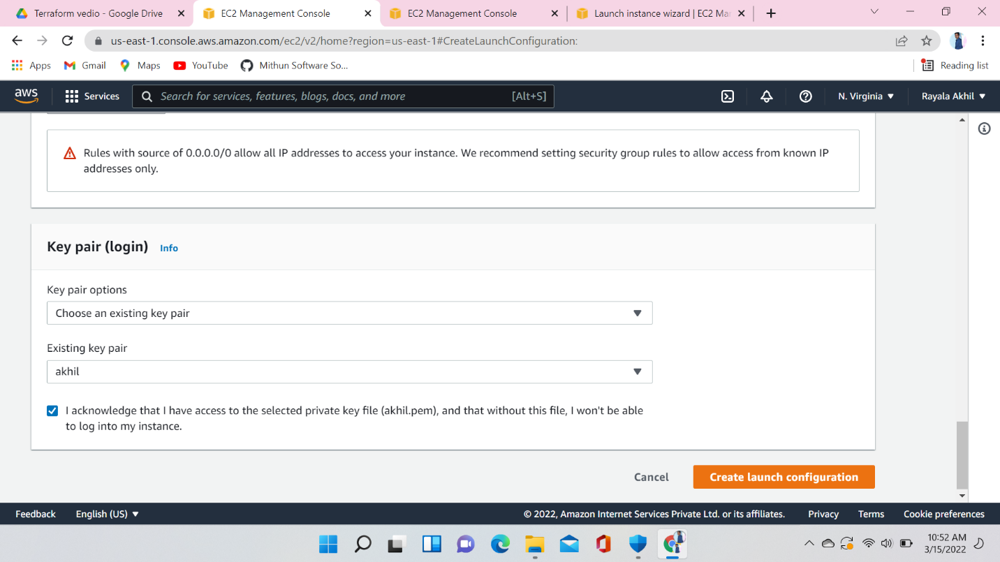 Terraform vedio - Google Drive
EC2 Management Console
EC2 Management Console
Launch instance wizard | EC2 Ma
us-east-1.console.aws.amazon.com/ec2/v2/home?region=us-east-1#CreateLaunchConfiguration:
Apps
Gmail
Maps
YouTube
Mithun Software So...
Reading list
aws
Services
Search for services, features, blogs, docs, and more
[Alt+S]
N. Virginia
Rayala Akhil
Rules with source of 0.0.0.0/0 allow all IP addresses to access your instance. We recommend setting security group rules to allow access from known IP
addresses only.
Key pair (login)
Info
Key pair options
Choose an existing key pair
Existing key pair
akhil
I acknowledge that I have access to the selected private key file (akhil.pem), and that without this file, I won't be able
to log into my instance.
Cancel
Create launch configuration
Feedback
English (US)
© 2022, Amazon Internet Services Private Ltd. or its affiliates.
Privacy
Terms
Cookie preferences
10:52 AM
3/15/2022